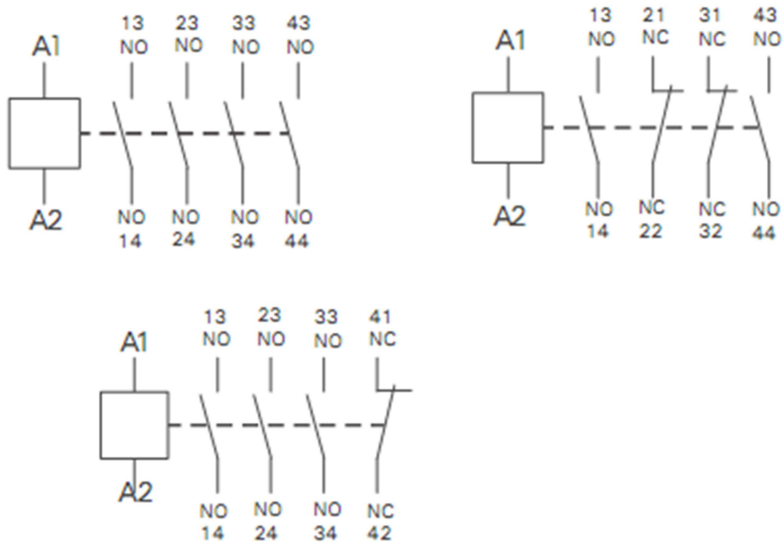 13 23 33 43
NO NO NO NO
A1
A2
NO NO NO NO
14 24 34 44
13 21 31 43
NO NC NC NO
A1
A2
NO NC NC NO
14 22 32 44
13 23 33 41
NO NO NO NC
A1
A2
NO NO NO NC
14 24 34 42